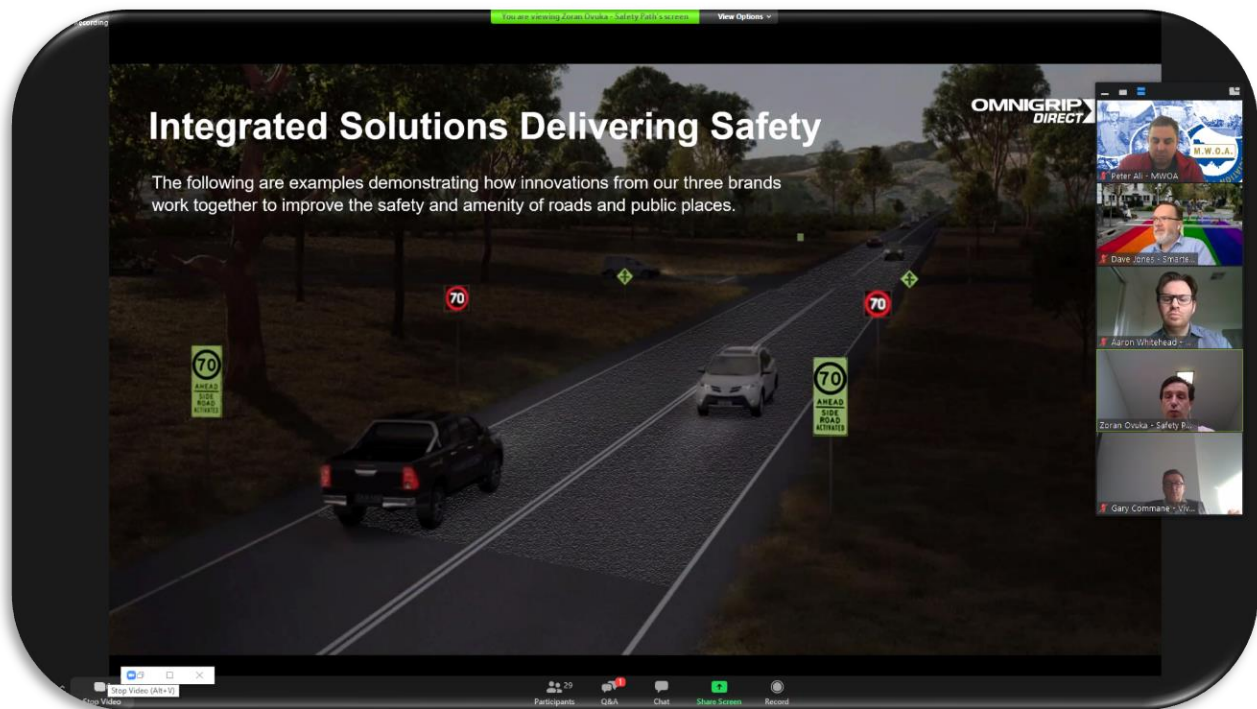 Recording
You are viewing Zoran Ovuka - Safety Path's screen
View Options
OMNIGRIP
DIRECT
Integrated Solutions Delivering Safety
The following are examples demonstrating how innovations from our three brands
work together to improve the safety and amenity of roads and public places.
M.W.O.A.
Peter Ali - MWOA
Dave Jones - Smarte...
Aaron Whitehead - ...
Zoran Ovuka - Safety P...
Gary Commane - Viv...
70
70
70
AHEAD
SIDE
ROAD
ACTIVATED
70
AHEAD
SIDE
ROAD
ACTIVATED
Stop Video (Alt+V)
Stop Video
29
Participants
1
Q&A
Chat
Share Screen
Record